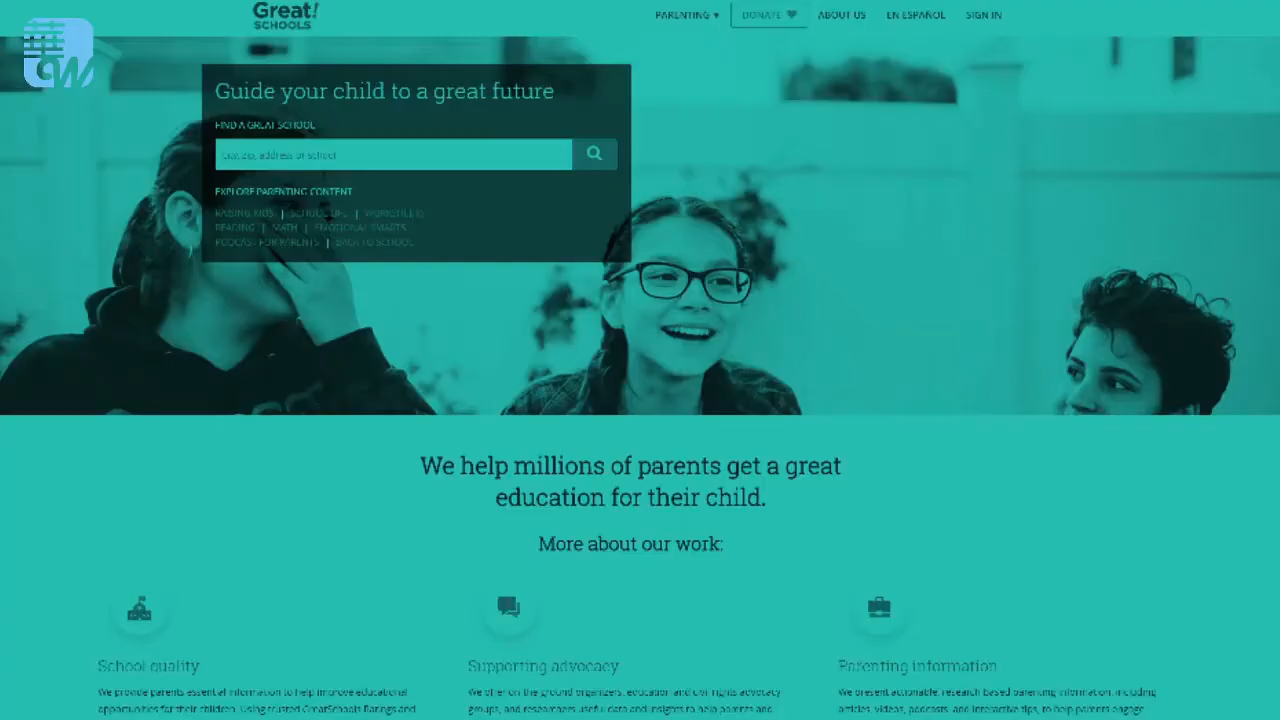 Great!
SCHOOLS
PARENTING ▾ DONATE ABOUT US EN ESPAÑOL SIGN IN
aw
Guide your child to a great future
FIND A GREAT SCHOOL
City, zip, address or school
EXPLORE PARENTING CONTENT
RAISING KIDS | SCHOOL LIFE | WORKSHEETS
READING | MATH | EMOTIONAL SMARTS
PODCAST FOR PARENTS | BACK TO SCHOOL
We help millions of parents get a great
education for their child.
More about our work:
School quality
We provide parents essential information to help improve educational
opportunities for their children. Using trusted GreatSchools Ratings and
Supporting advocacy
We offer on the ground organizers, education and civil rights advocacy
groups, and researchers useful data and insights to help parents and
Parenting information
We present actionable, research based parenting information, including
articles, videos, podcasts, and interactive tips, to help parents engage